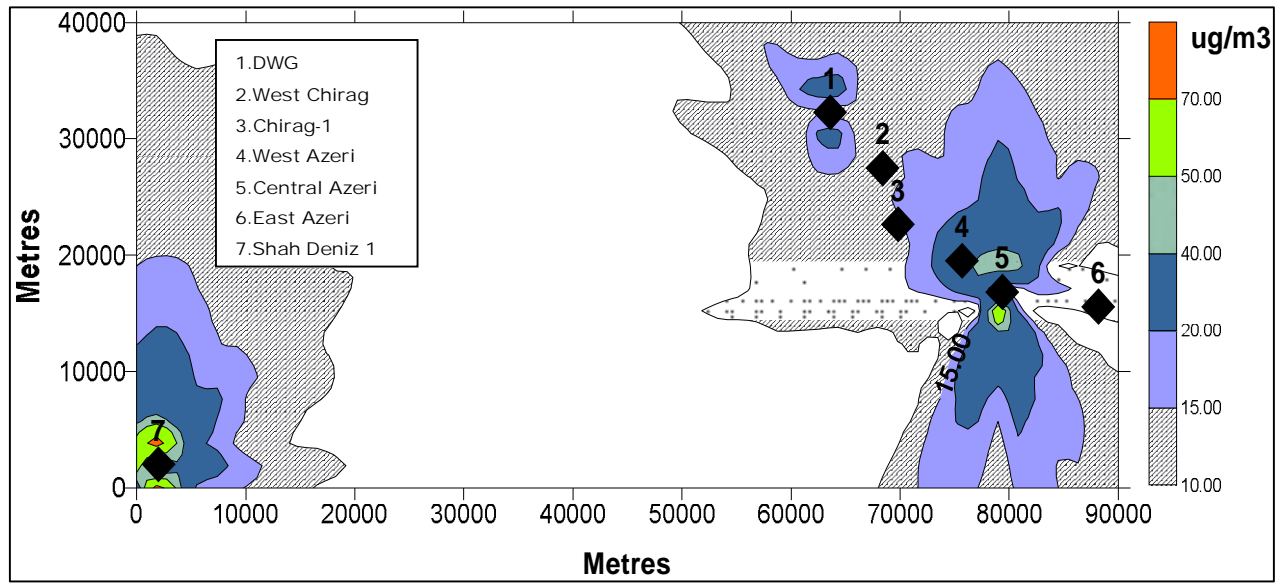 40000
30000
20000
10000
0
Metres
1.DWG
2.West Chirag
3.Chirag-1
4.West Azeri
5.Central Azeri
6.East Azeri
7.Shah Deniz 1
1
2
3
4
5
6
7
15.00
0
10000
20000
30000
40000
50000
60000
70000
80000
90000
Metres
ug/m3
70.00
50.00
40.00
20.00
15.00
10.00